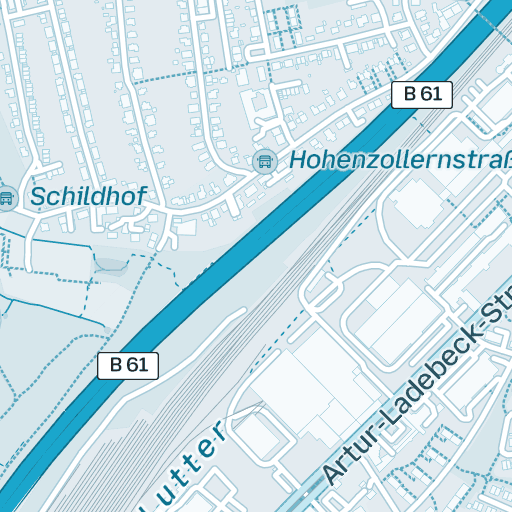 B 61
Hohenzollernstraß
Schildhof
B 61
Artur-Ladebeck-Str
Lutter